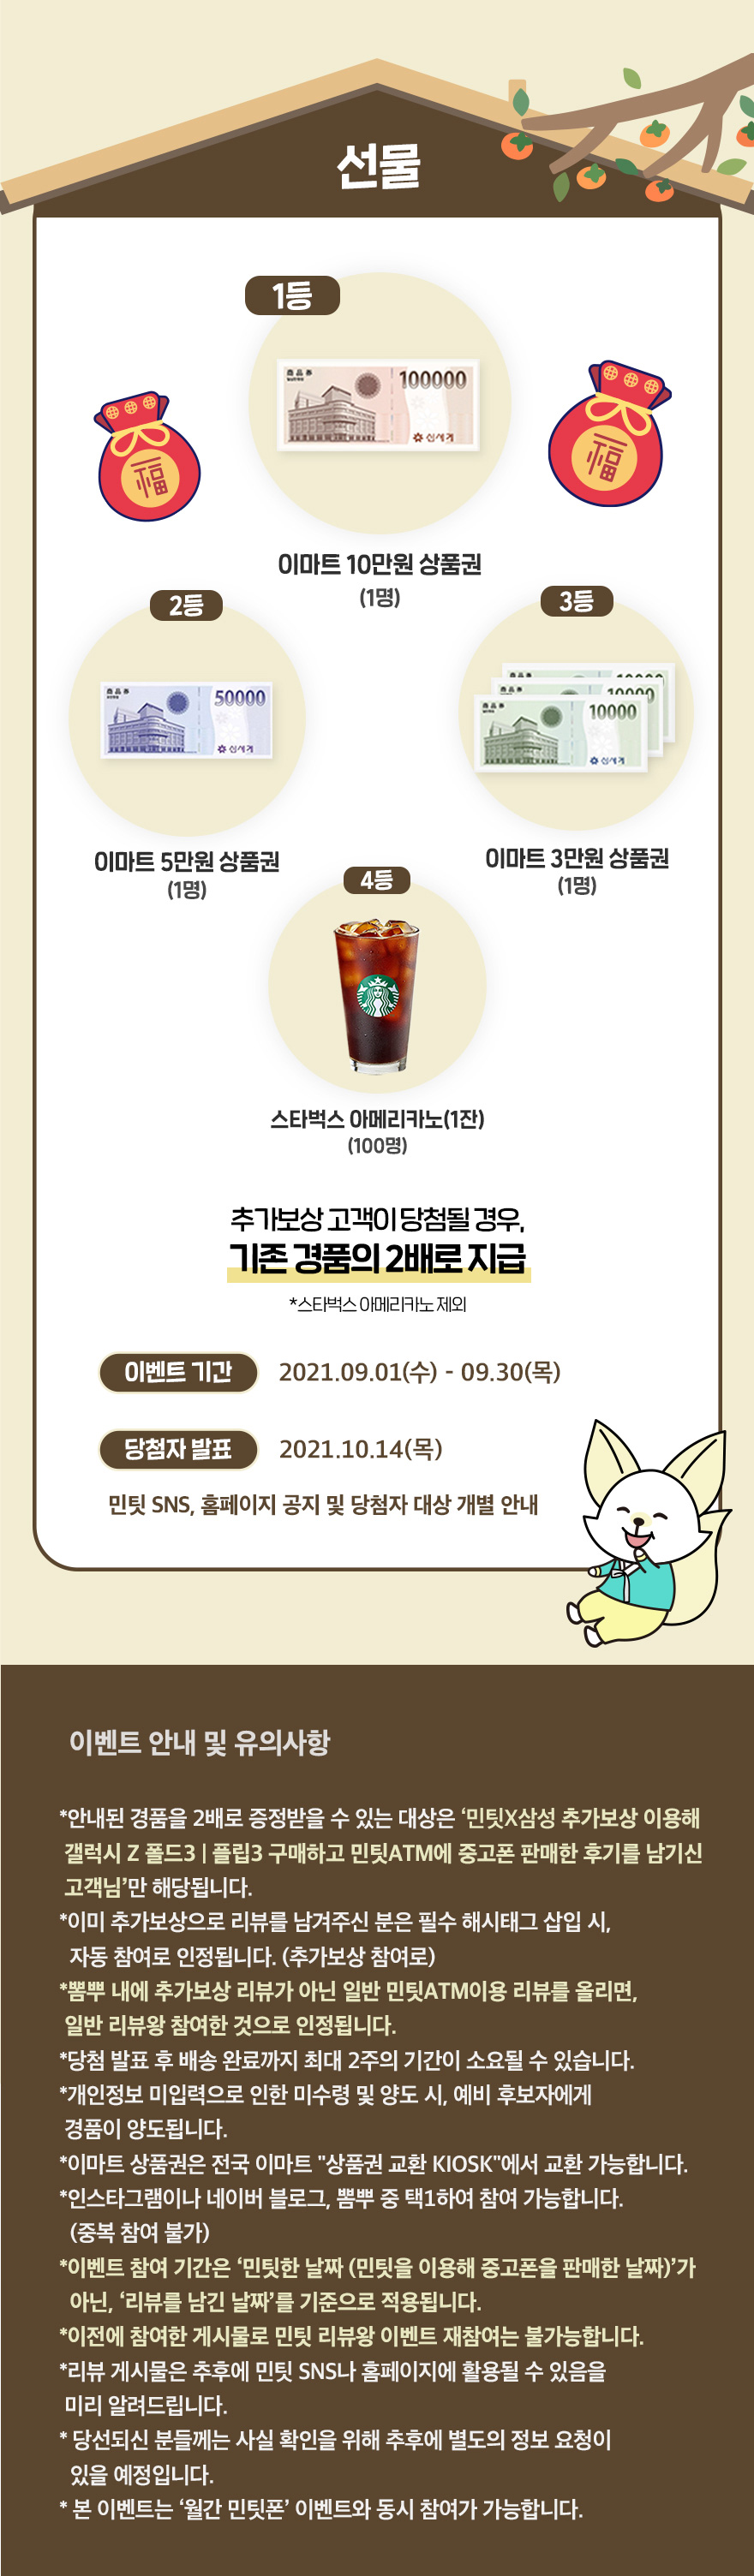 선물
1등
商品券
100000
신세계
福
福
이마트 10만원 상품권
(1명)
2등
3등
商品券
50000
신세계
10000
10000
商品券
10000
신세계
이마트 5만원 상품권
(1명)
이마트 3만원 상품권
(1명)
4등
스타벅스 아메리카노(1잔)
(100명)
추가보상 고객이 당첨될 경우,
기존 경품의 2배로 지급
*스타벅스 아메리카노 제외
이벤트 기간 2021.09.01(수) - 09.30(목)
당첨자 발표 2021.10.14(목)
민팃 SNS, 홈페이지 공지 및 당첨자 대상 개별 안내
이벤트 안내 및 유의사항
*안내된 경품을 2배로 증정받을 수 있는 대상은 ‘민팃X삼성 추가보상 이용해
갤럭시 Z 폴드3 | 플립3 구매하고 민팃ATM에 중고폰 판매한 후기를 남기신
고객님’만 해당됩니다.
*이미 추가보상으로 리뷰를 남겨주신 분은 필수 해시태그 삽입 시,
자동 참여로 인정됩니다. (추가보상 참여로)
*뽐뿌 내에 추가보상 리뷰가 아닌 일반 민팃ATM이용 리뷰를 올리면,
일반 리뷰왕 참여한 것으로 인정됩니다.
*당첨 발표 후 배송 완료까지 최대 2주의 기간이 소요될 수 있습니다.
*개인정보 미입력으로 인한 미수령 및 양도 시, 예비 후보자에게
경품이 양도됩니다.
*이마트 상품권은 전국 이마트 "상품권 교환 KIOSK"에서 교환 가능합니다.
*인스타그램이나 네이버 블로그, 뽐뿌 중 택1하여 참여 가능합니다.
(중복 참여 불가)
*이벤트 참여 기간은 ‘민팃한 날짜 (민팃을 이용해 중고폰을 판매한 날짜)’가
아닌, ‘리뷰를 남긴 날짜’를 기준으로 적용됩니다.
*이전에 참여한 게시물로 민팃 리뷰왕 이벤트 재참여는 불가능합니다.
*리뷰 게시물은 추후에 민팃 SNS나 홈페이지에 활용될 수 있음을
미리 알려드립니다.
* 당선되신 분들께는 사실 확인을 위해 추후에 별도의 정보 요청이
있을 예정입니다.
* 본 이벤트는 ‘월간 민팃폰’ 이벤트와 동시 참여가 가능합니다.